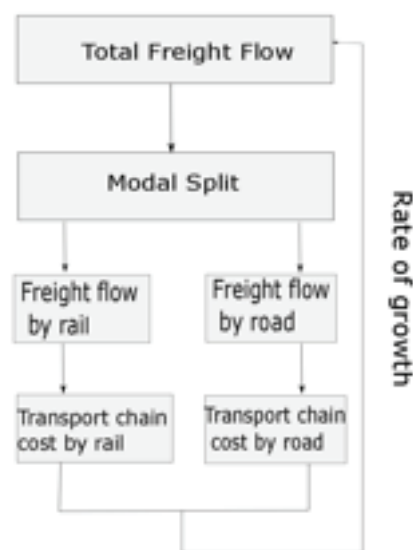 Total Freight Flow
Modal Split
Freight flow
by rail
Freight flow
by road
Transport chain
cost by rail
Transport chain
cost by road
Rate of growth